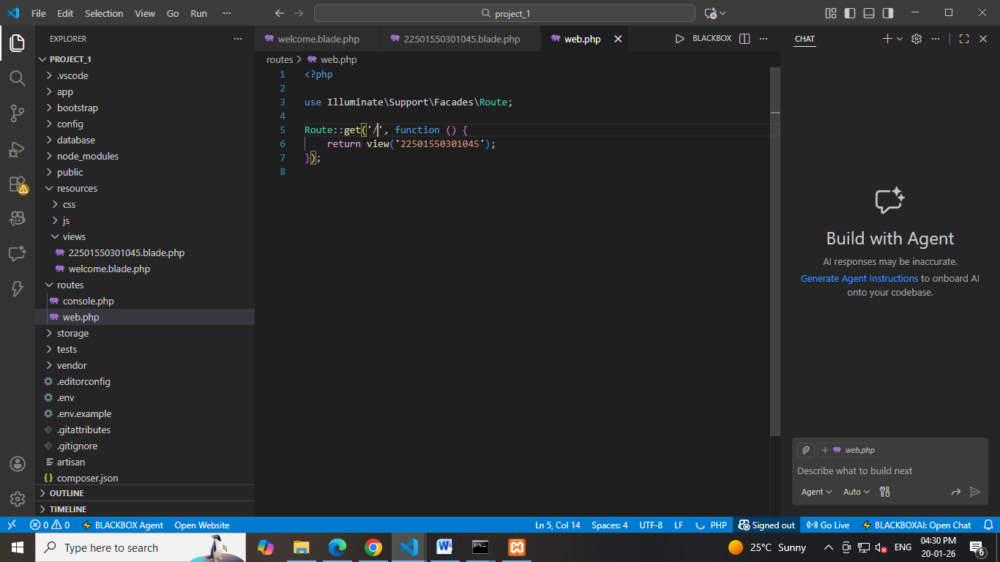 File Edit Selection View Go Run ···
project_1
EXPLORER ···
PROJECT_1
.vscode
app
bootstrap
config
database
node_modules
public
resources
css
js
views
22501550301045.blade.php
welcome.blade.php
routes
console.php
web.php
storage
tests
vendor
.editorconfig
.env
.env.example
.gitattributes
.gitignore
artisan
{} composer.json
OUTLINE
TIMELINE
welcome.blade.php 22501550301045.blade.php web.php BLACKBOX ···
routes > web.php
1 <?php
2
3 use Illuminate\Support\Facades\Route;
4
5 Route::get('/', function () {
6 return view('22501550301045');
7 });
8
CHAT ···
Build with Agent
AI responses may be inaccurate.
Generate Agent Instructions to onboard AI
onto your codebase.
+ web.php
Describe what to build next
Agent Auto
0 0 BLACKBOX Agent Open Website Ln 5, Col 14 Spaces: 4 UTF-8 LF PHP Signed out Go Live BLACKBOXAI: Open Chat
Type here to search 25°C Sunny ENG 04:30 PM
20-01-26
6